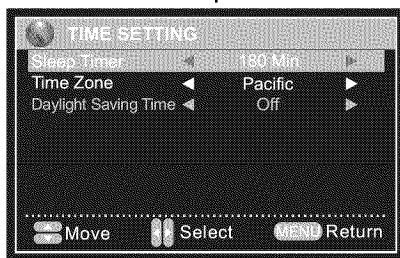 TIME SETTING
Sleep Timer 180 Min
Time Zone Pacific
Daylight Saving Time Off
Move Select MENU Return